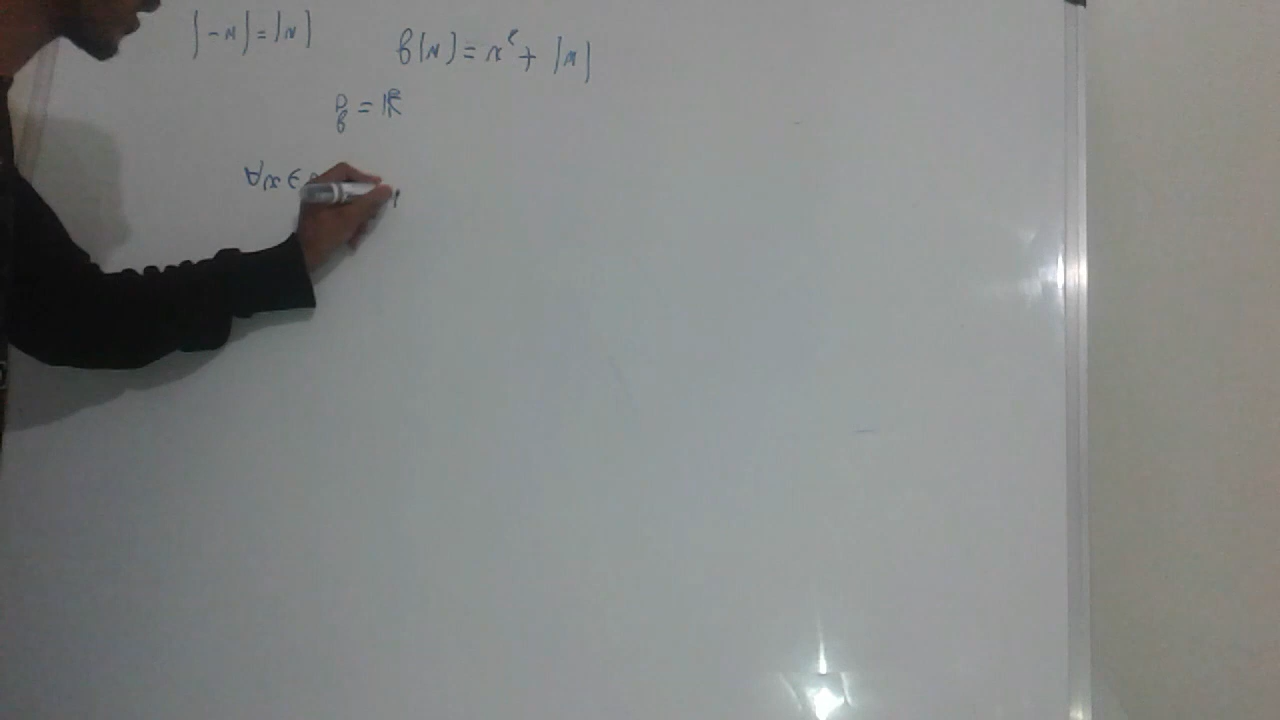 |-x| = |x|
f(x) = x² + |x|
D_f = ℝ
∀x ∈